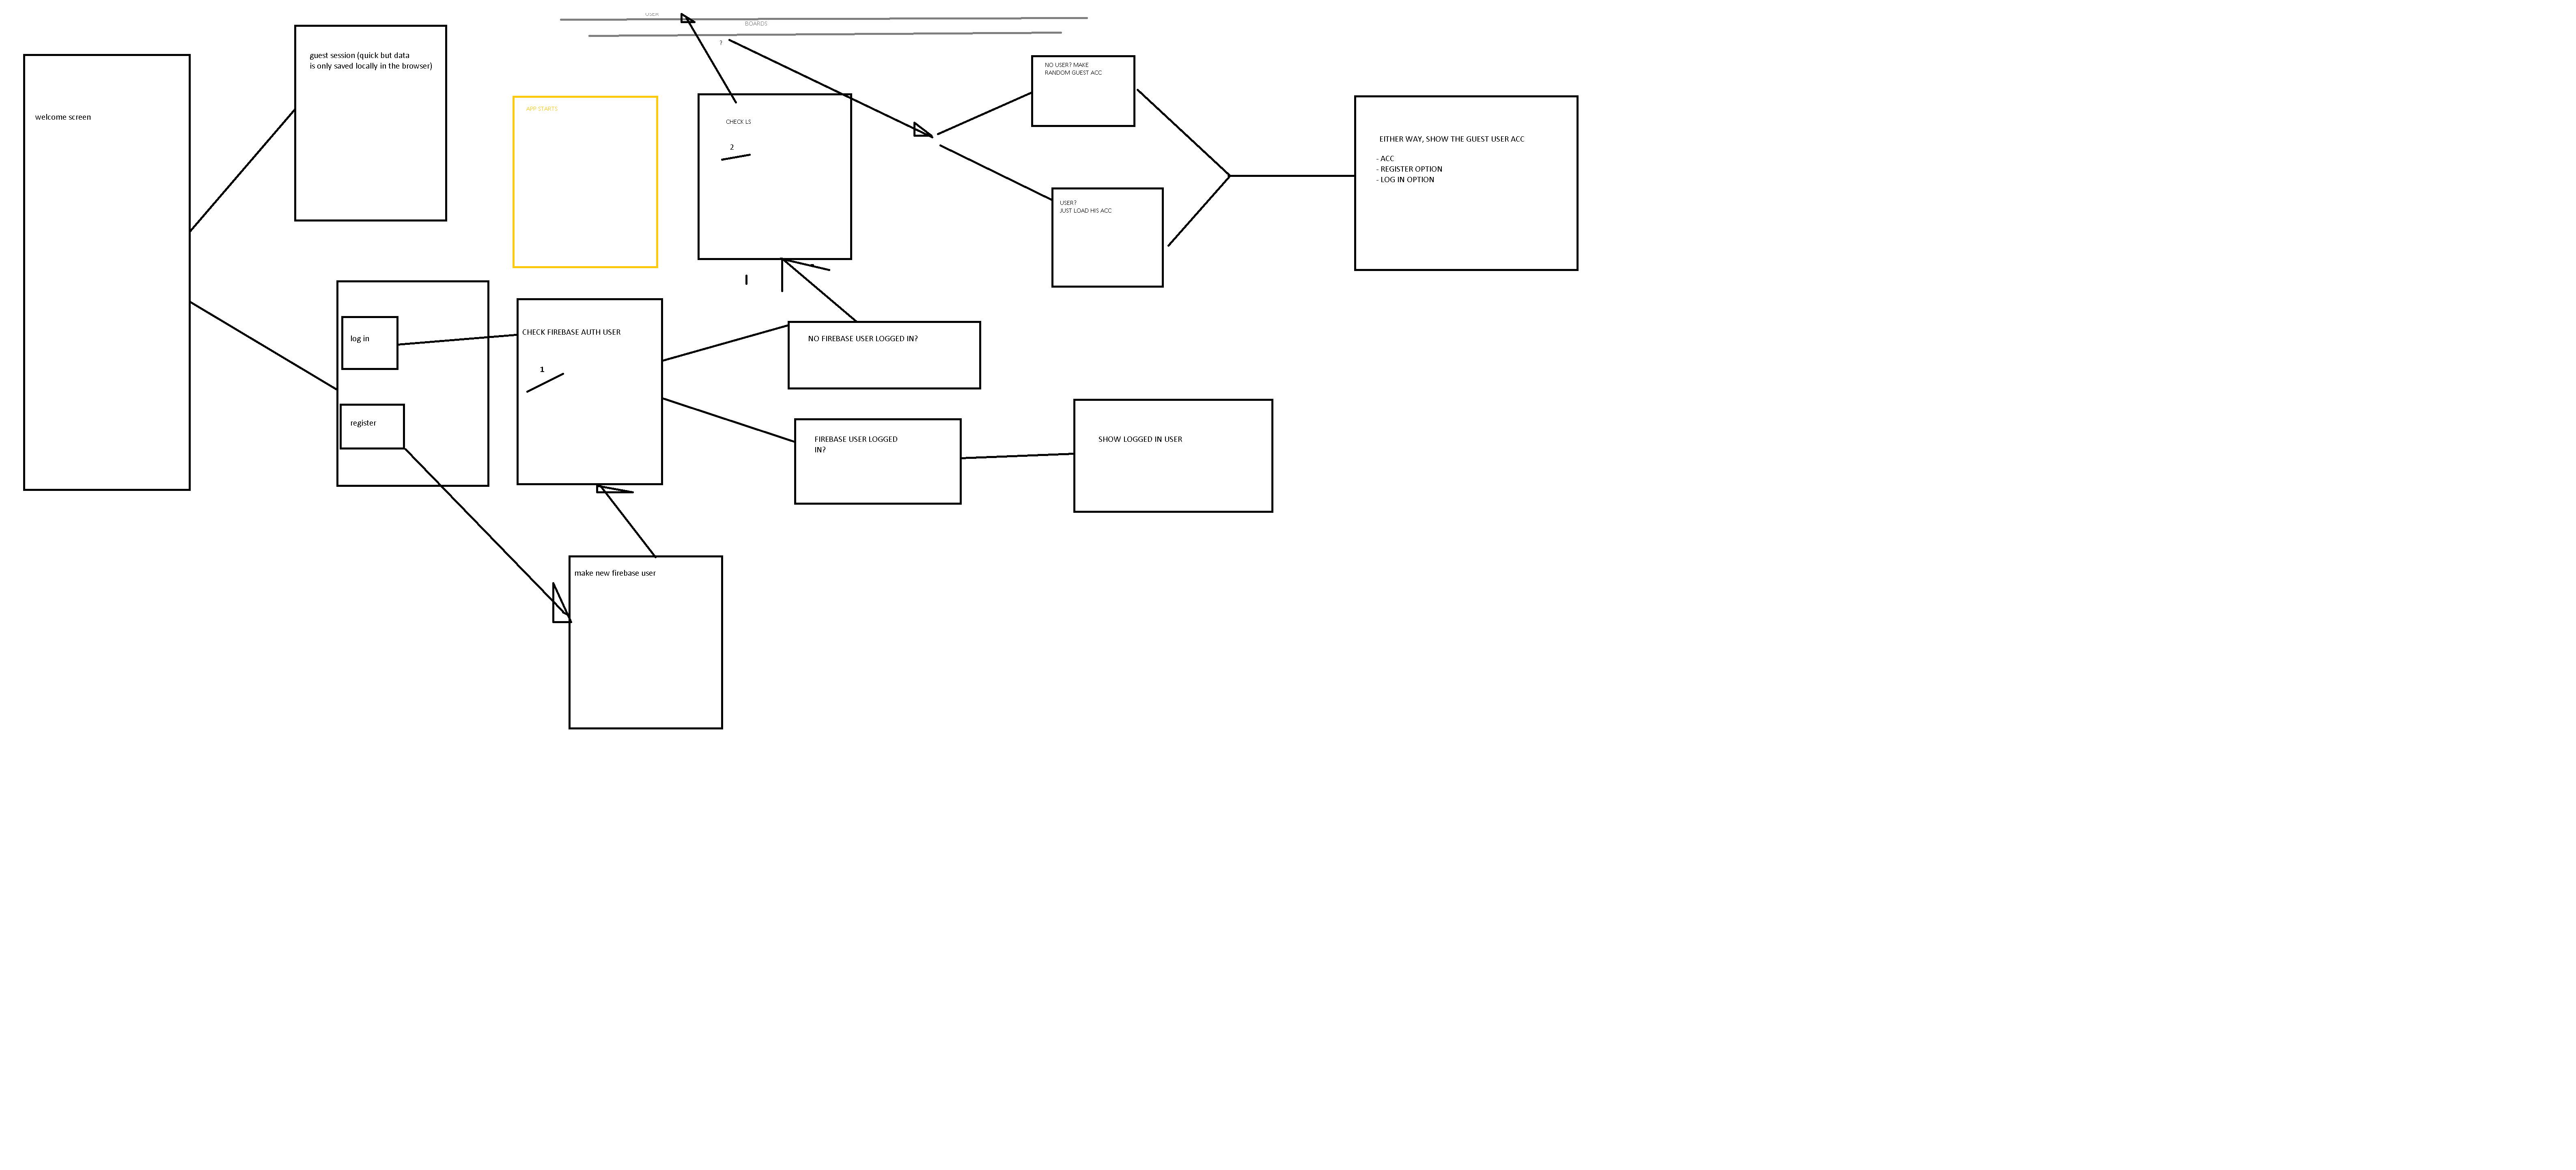 USER
BOARDS
?
guest session (quick but data
is only saved locally in the browser)
welcome screen
APP STARTS
CHECK LS
2
NO USER? MAKE
RANDOM GUEST ACC
USER?
JUST LOAD HIS ACC
EITHER WAY, SHOW THE GUEST USER ACC
- ACC
- REGISTER OPTION
- LOG IN OPTION
log in
register
CHECK FIREBASE AUTH USER
1
NO FIREBASE USER LOGGED IN?
FIREBASE USER LOGGED
IN?
SHOW LOGGED IN USER
make new firebase user